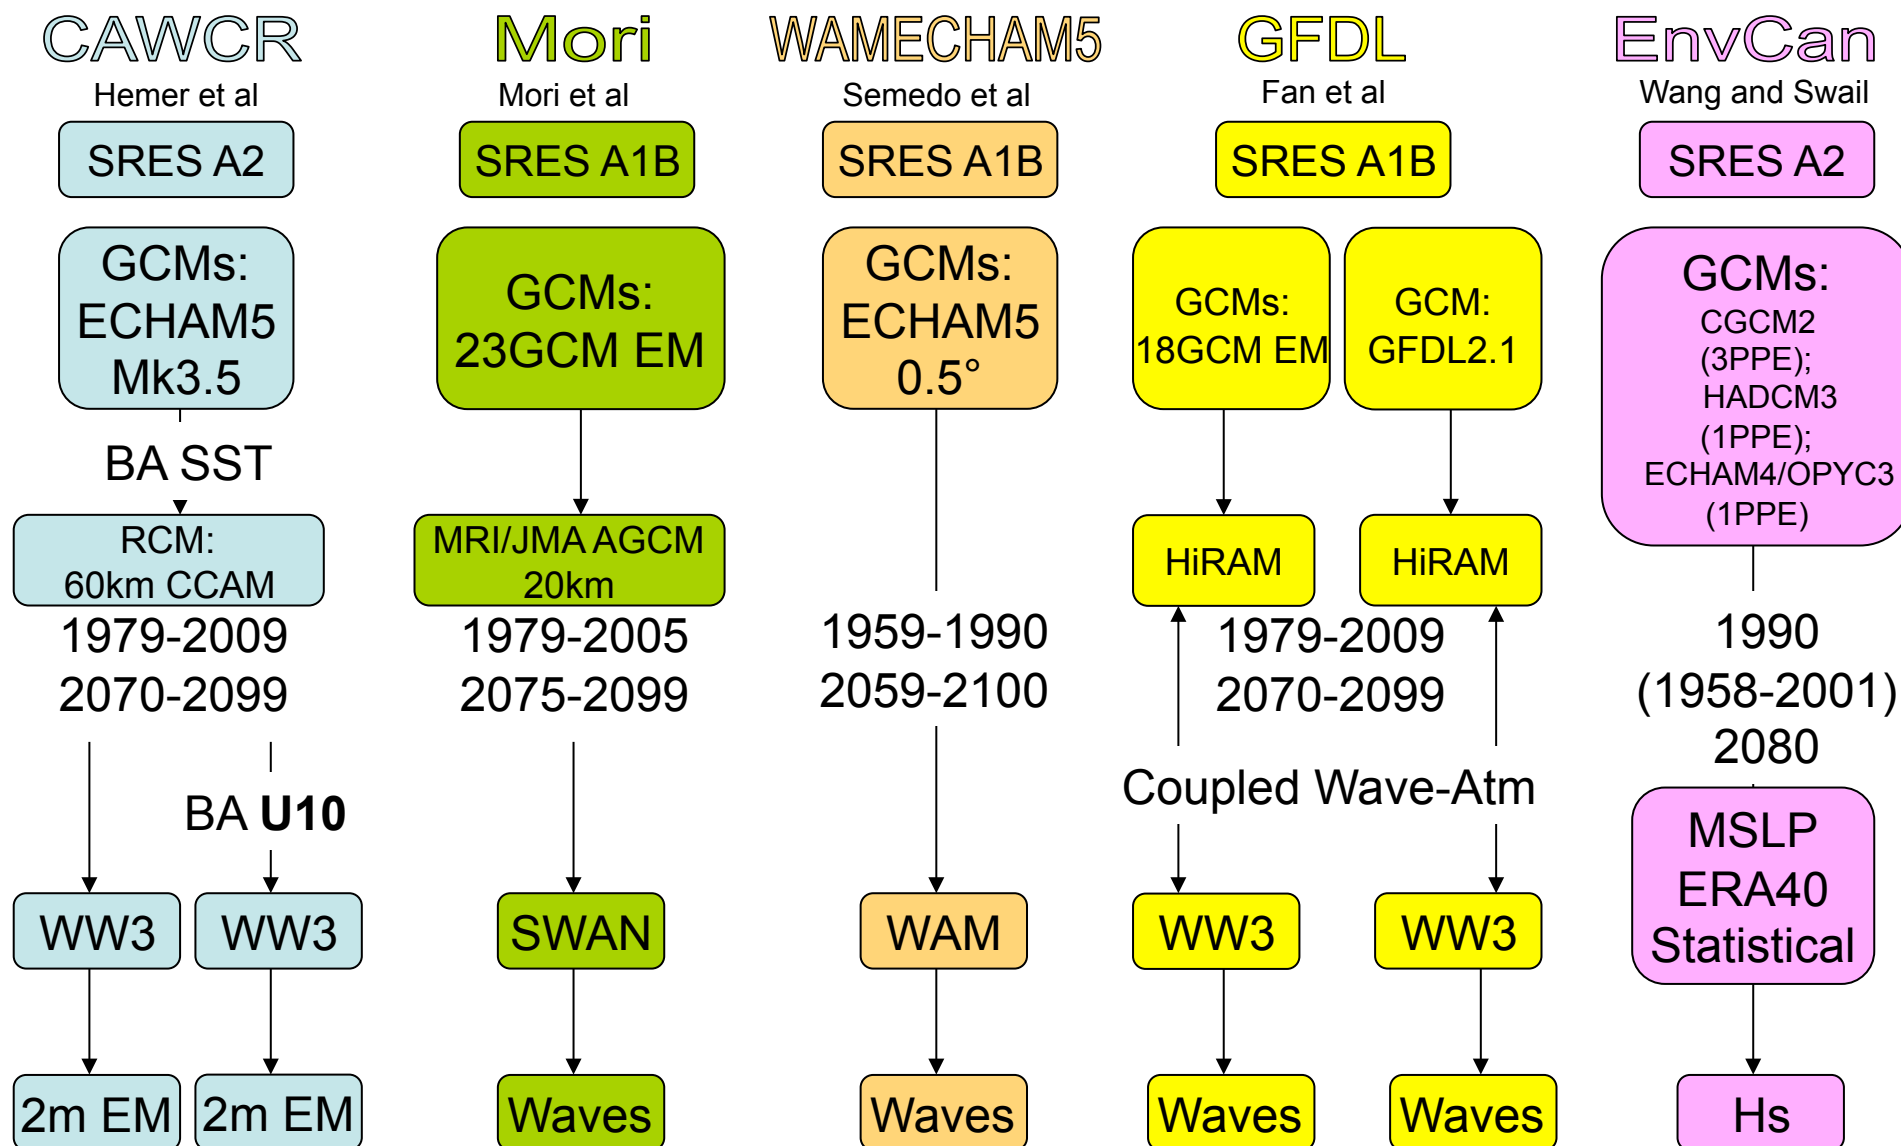 CAWCR
Hemer et al
SRES A2
GCMs:
ECHAM5
Mk3.5
BA SST
RCM:
60km CCAM
1979-2009
2070-2099
BA U10
WW3
WW3
2m EM
2m EM
Mori
Mori et al
SRES A1B
GCMs:
23GCM EM
MRI/JMA AGCM
20km
1979-2005
2075-2099
SWAN
Waves
WAMECHAM5
Semedo et al
SRES A1B
GCMs:
ECHAM5
0.5°
1959-1990
2059-2100
WAM
Waves
GFDL
Fan et al
SRES A1B
GCMs:
18GCM EM
GCM:
GFDL2.1
HiRAM
HiRAM
1979-2009
2070-2099
Coupled Wave-Atm
WW3
WW3
Waves
Waves
EnvCan
Wang and Swail
SRES A2
GCMs:
CGCM2
(3PPE);
HADCM3
(1PPE);
ECHAM4/OPYC3
(1PPE)
1990
(1958-2001)
2080
MSLP
ERA40
Statistical
Hs